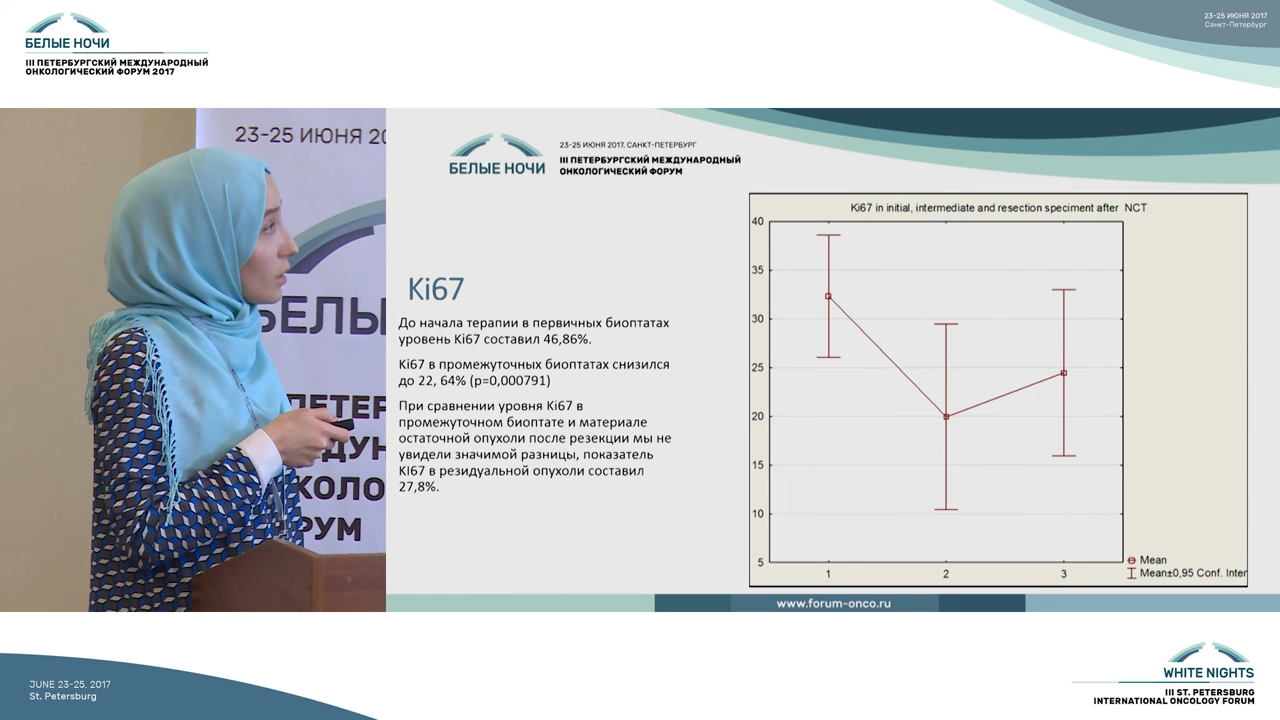 БЕЛЫЕ НОЧИ
III ПЕТЕРБУРГСКИЙ МЕЖДУНАРОДНЫЙ
ОНКОЛОГИЧЕСКИЙ ФОРУМ 2017
23-25 ИЮНЯ 2017
Санкт-Петербург
23-25 ИЮНЯ 20
БЕЛЫ
ПЕТЕР
ДУН
КОЛО
РУМ
23-25 ИЮНЯ 2017, САНКТ-ПЕТЕРБУРГ
БЕЛЫЕ НОЧИ
III ПЕТЕРБУРГСКИЙ МЕЖДУНАРОДНЫЙ
ОНКОЛОГИЧЕСКИЙ ФОРУМ
Ki67
До начала терапии в первичных биоптатах
уровень Ki67 составил 46,86%.
Ki67 в промежуточных биоптатах снизился
до 22, 64% (p=0,000791)
При сравнении уровня Ki67 в
промежуточном биоптате и материале
остаточной опухоли после резекции мы не
увидели значимой разницы, показатель
KI67 в резидуальной опухоли составил
27,8%.
Ki67 in initial, intermediate and resection speciment after NCT
40
35
30
25
20
15
10
5
1 2 3
Mean
Mean±0,95 Conf. Inter
www.forum-onco.ru
JUNE 23-25, 2017
St. Petersburg
WHITE NIGHTS
III ST. PETERSBURG
INTERNATIONAL ONCOLOGY FORUM